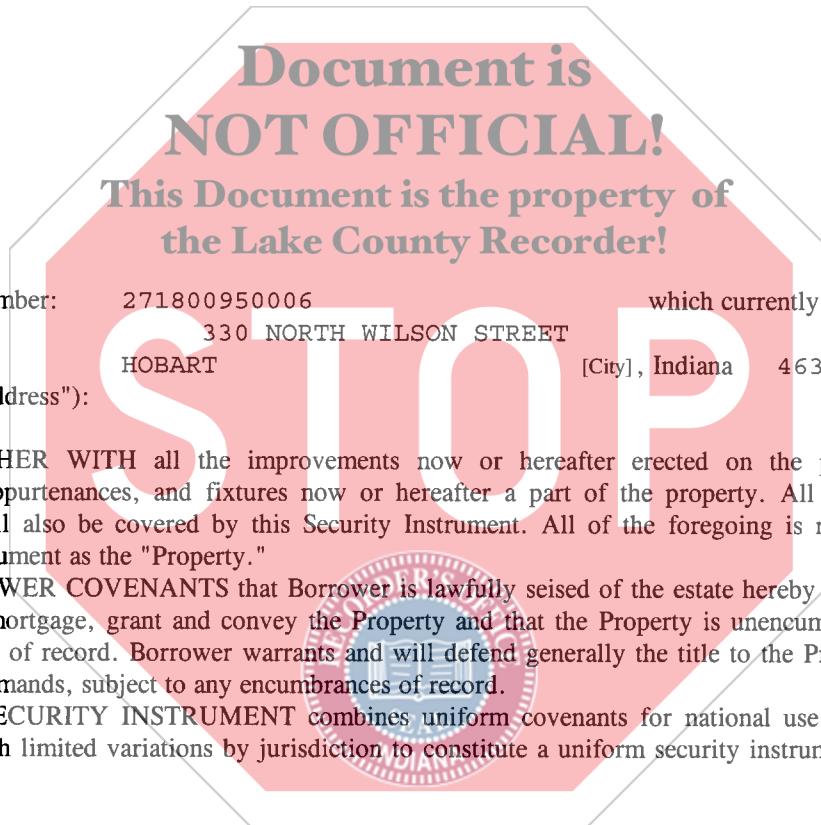 Document is
NOT OFFICIAL!
This Document is the property of
the Lake County Recorder!
mber: 271800950006 which currently
330 NORTH WILSON STREET
HOBART [City], Indiana 463
ddress"):
STOP
HER WITH all the improvements now or hereafter erected on the p
ppurtenances, and fixtures now or hereafter a part of the property. All
l also be covered by this Security Instrument. All of the foregoing is r
ument as the "Property."
WER COVENANTS that Borrower is lawfully seised of the estate hereby
nortgage, grant and convey the Property and that the Property is unencum
of record. Borrower warrants and will defend generally the title to the P
mands, subject to any encumbrances of record.
ECURITY INSTRUMENT combines uniform covenants for national use
h limited variations by jurisdiction to constitute a uniform security instrun
RECORDER'S OFFICE
SEAL
INDIANA